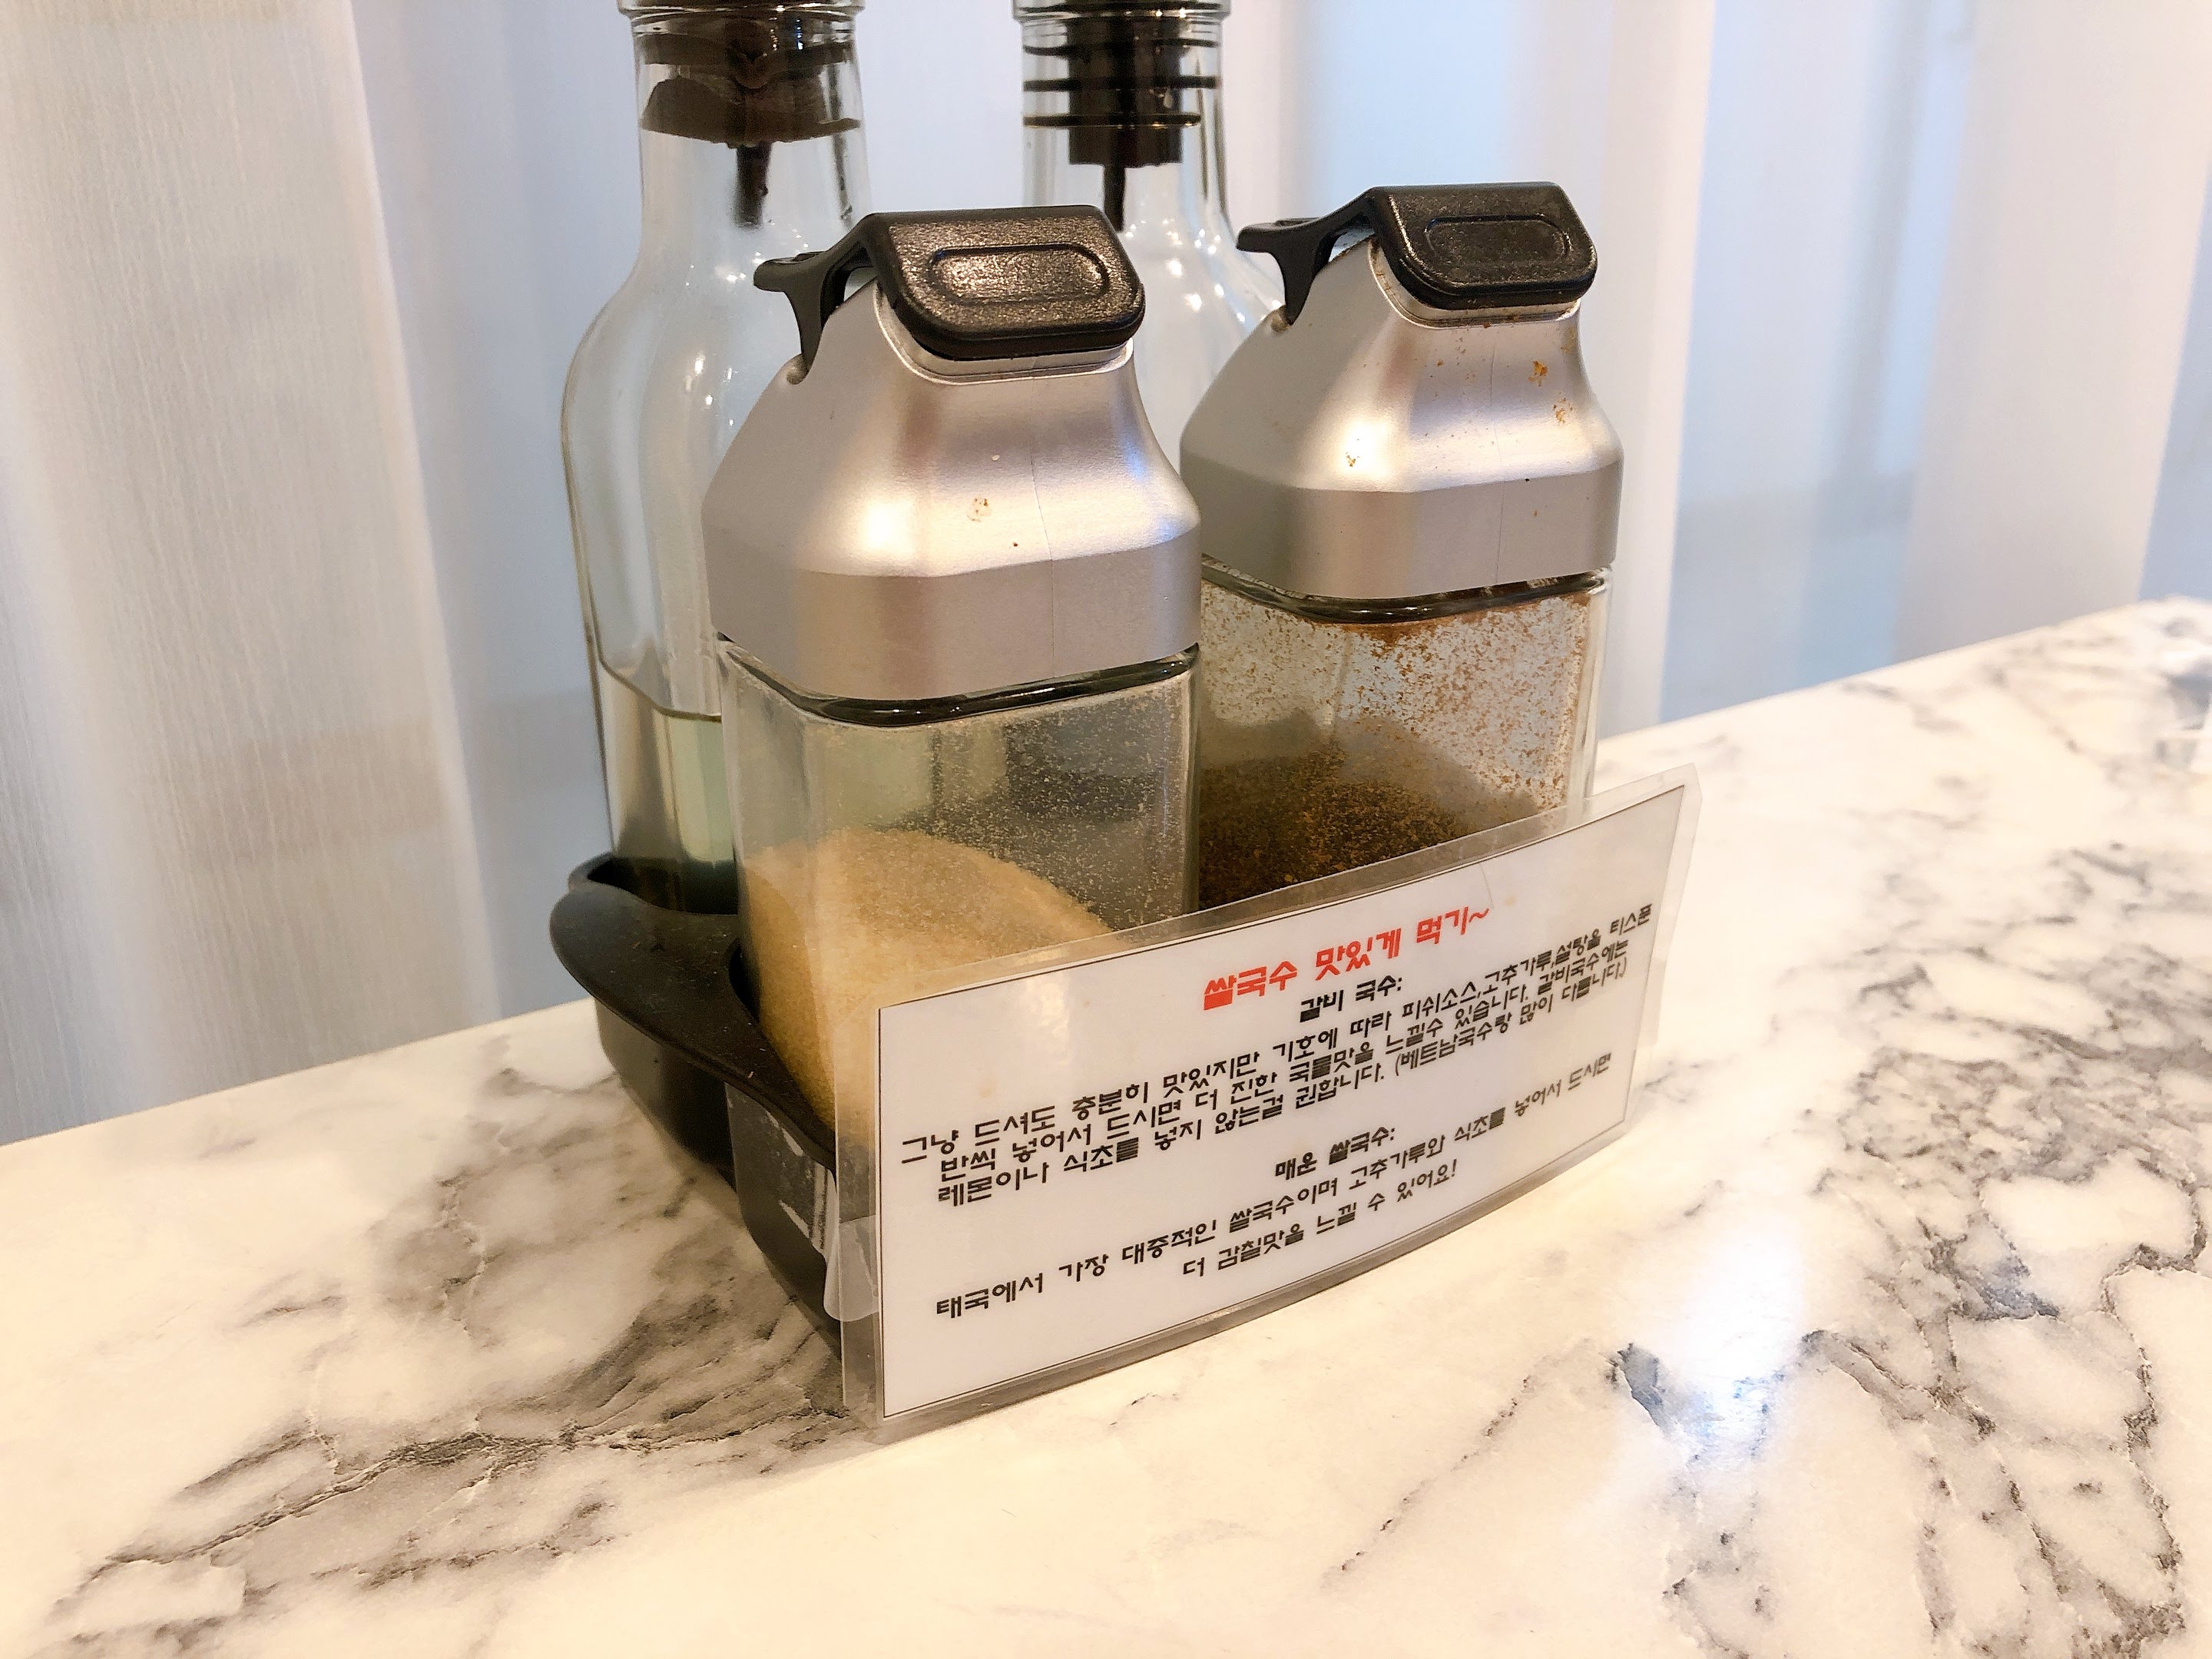 쌀국수 맛있게 먹기~
갈비 국수:
그냥 드셔도 충분히 맛있지만 기호에 따라 피쉬소스,고추가루,설탕을 티스푼
반씩 넣어서 드시면 더 진한 국물맛을 느낄수 있습니다. 갈비국수에는
레몬이나 식초를 넣지 않는걸 권합니다. (베트남국수랑 많이 다릅니다)
매운 쌀국수:
태국에서 가장 대중적인 쌀국수이며 고추가루와 식초를 넣어서 드시면
더 감칠맛을 느낄 수 있어요!